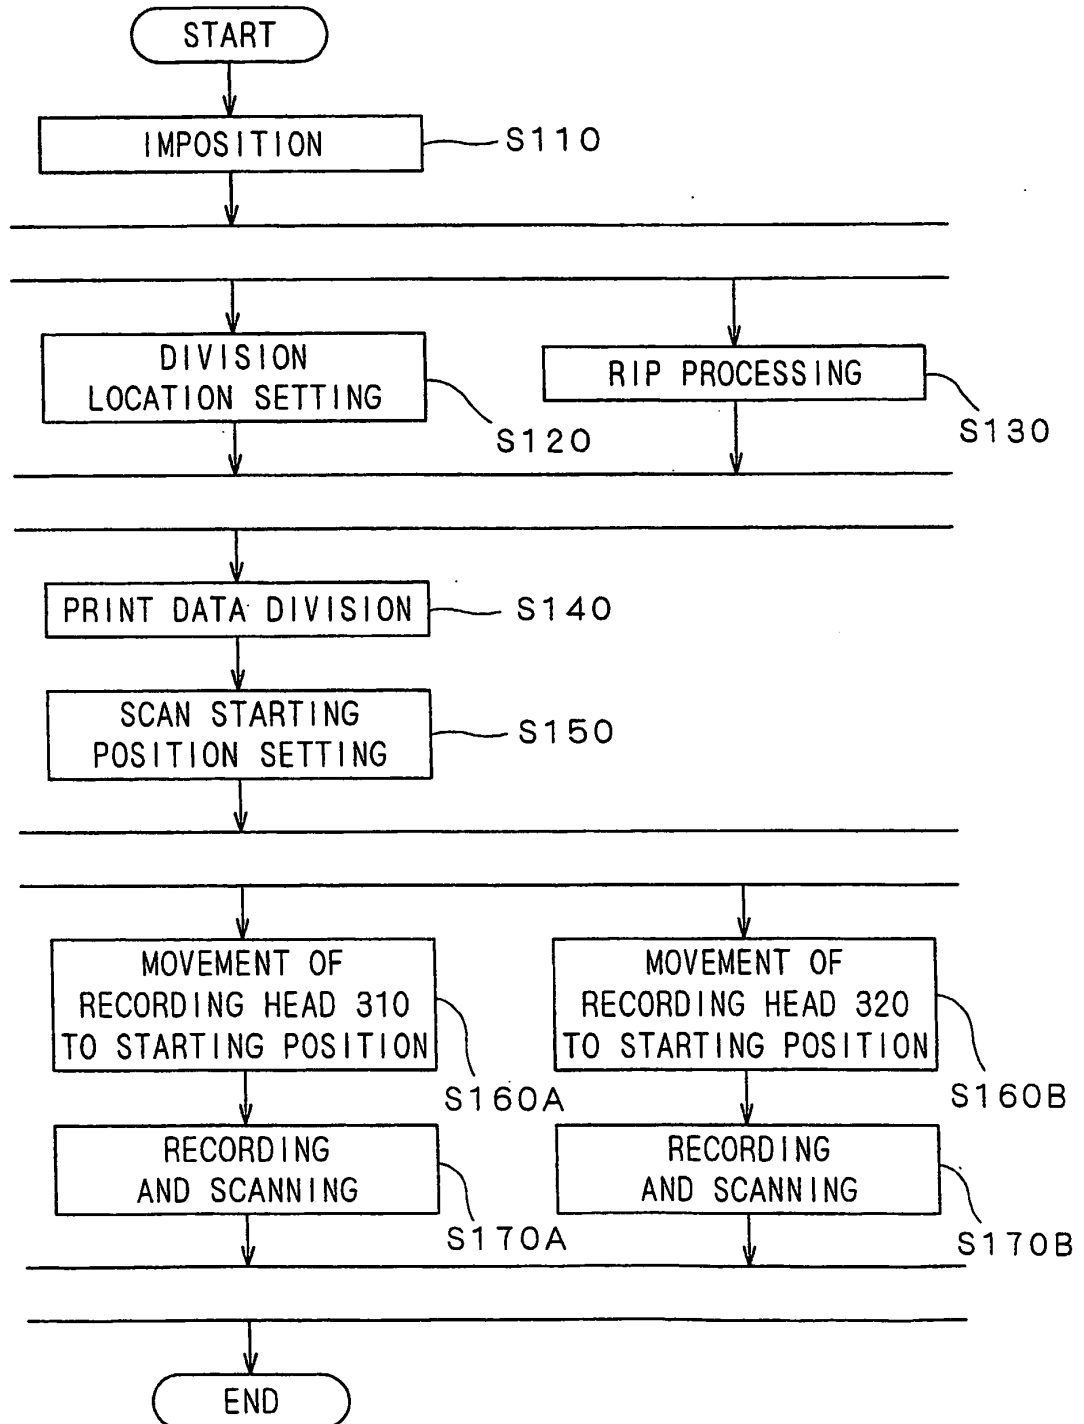 START
IMPOSITION
S110
DIVISION
LOCATION SETTING
S120
RIP PROCESSING
S130
PRINT DATA DIVISION
S140
SCAN STARTING
POSITION SETTING
S150
MOVEMENT OF
RECORDING HEAD 310
TO STARTING POSITION
S160A
MOVEMENT OF
RECORDING HEAD 320
TO STARTING POSITION
S160B
RECORDING
AND SCANNING
S170A
RECORDING
AND SCANNING
S170B
END